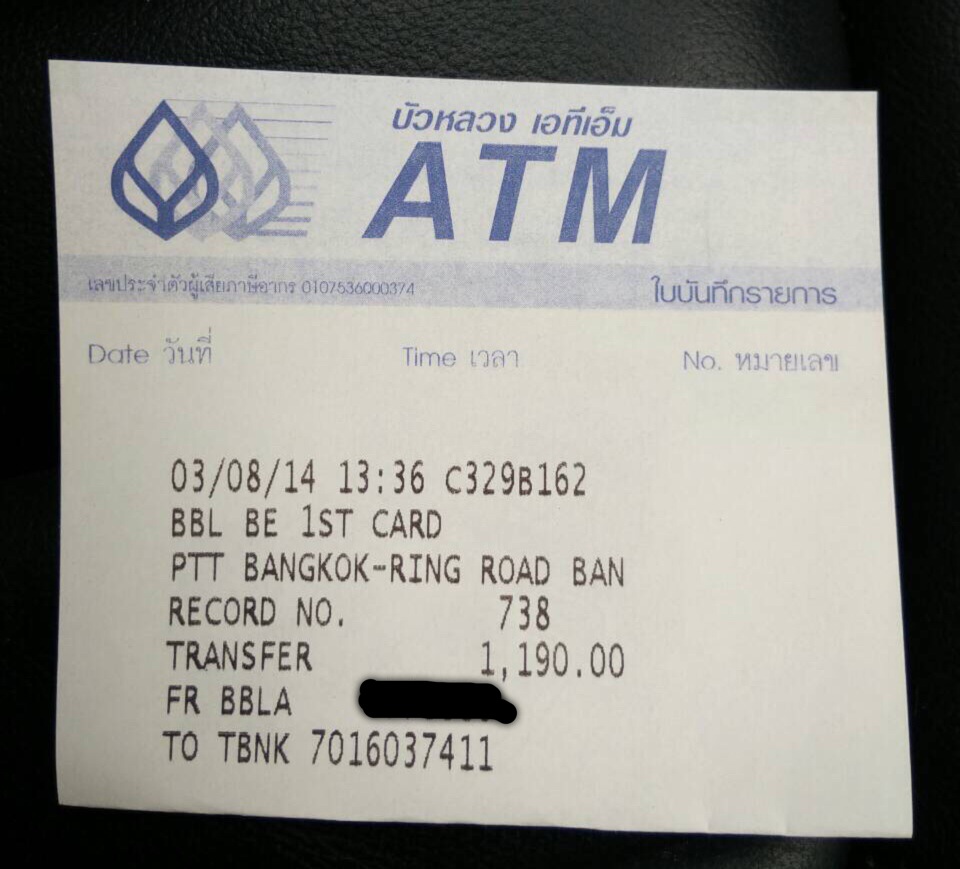 บัวหลวง เอทีเอ็ม
ATM
เลขประจำตัวผู้เสียภาษีอากร 0107536000374
ใบบันทึกรายการ
Date วันที่ Time เวลา No. หมายเลข
03/08/14 13:36 C329B162
BBL BE 1ST CARD
PTT BANGKOK-RING ROAD BAN
RECORD NO. 738
TRANSFER 1,190.00
FR BBLA
TO TBNK 7016037411